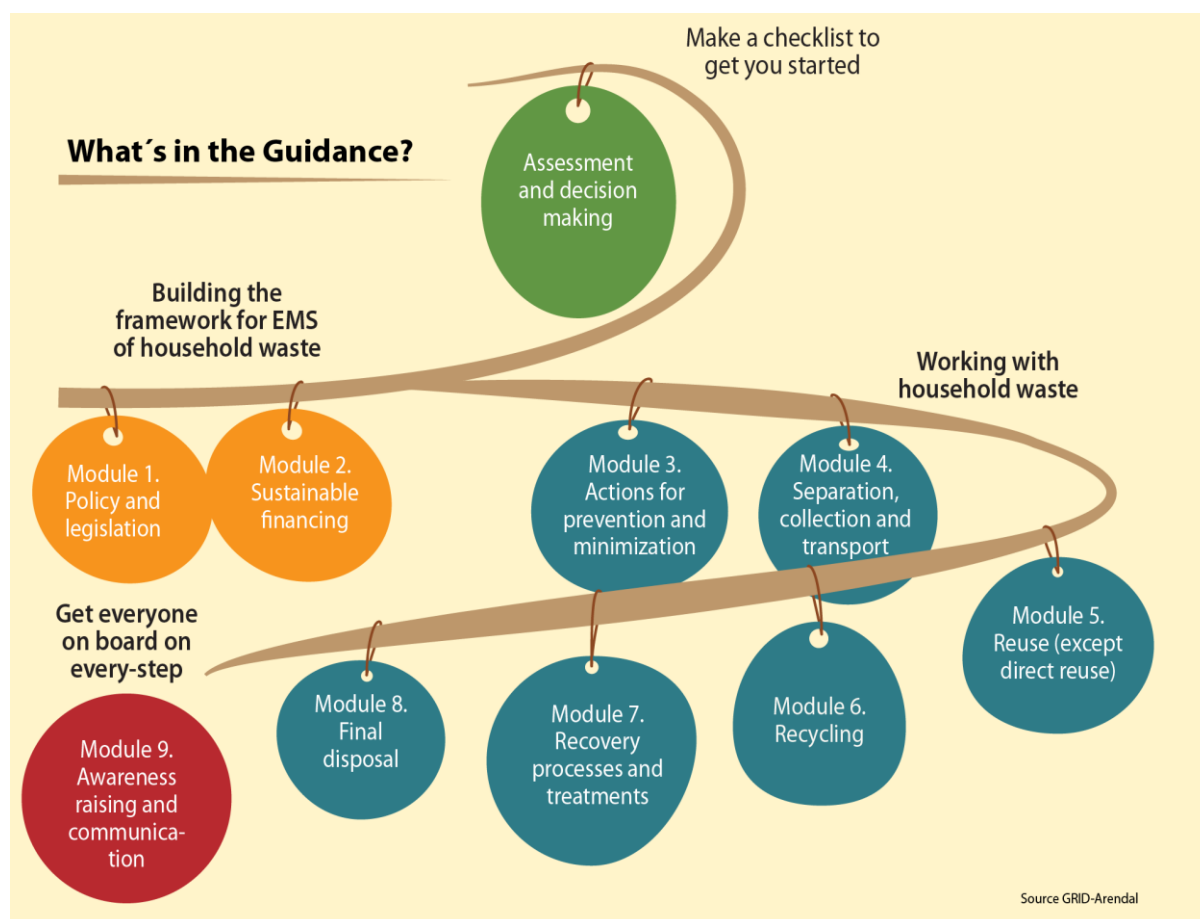 Make a checklist to
get you started
What´s in the Guidance?
Assessment
and decision
making
Building the
framework for EMS
of household waste
Working with
household waste
Module 1.
Policy and
legislation
Module 2.
Sustainable
financing
Module 3.
Actions for
prevention and
minimization
Module 4.
Separation,
collection and
transport
Module 5.
Reuse (except
direct reuse)
Module 6.
Recycling
Module 7.
Recovery
processes and
treatments
Module 8.
Final
disposal
Get everyone
on board on
every-step
Module 9.
Awareness
raising and
communica-
tion
Source GRID-Arendal